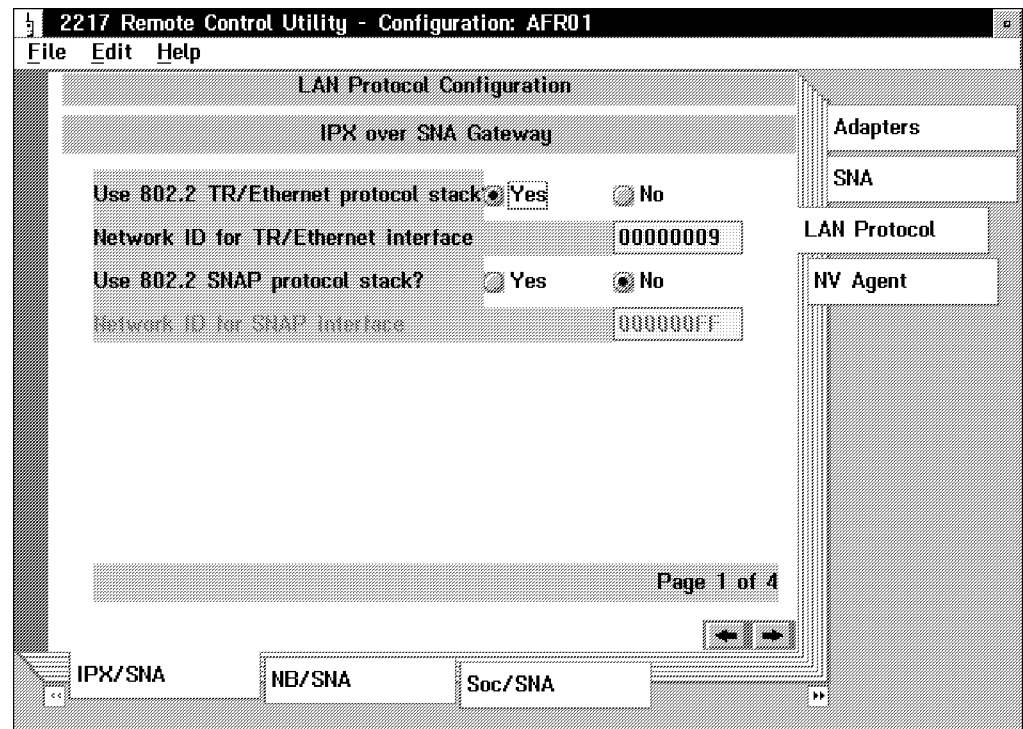 2217 Remote Control Utility - Configuration: AFR01
File Edit Help
LAN Protocol Configuration
IPX over SNA Gateway
Use 802.2 TR/Ethernet protocol stack Yes No
Network ID for TR/Ethernet interface 00000009
Use 802.2 SNAP protocol stack? Yes No
Network ID for SNAP interface 000000FF
Page 1 of 4
Adapters
SNA
LAN Protocol
NV Agent
IPX/SNA
NB/SNA
Soc/SNA